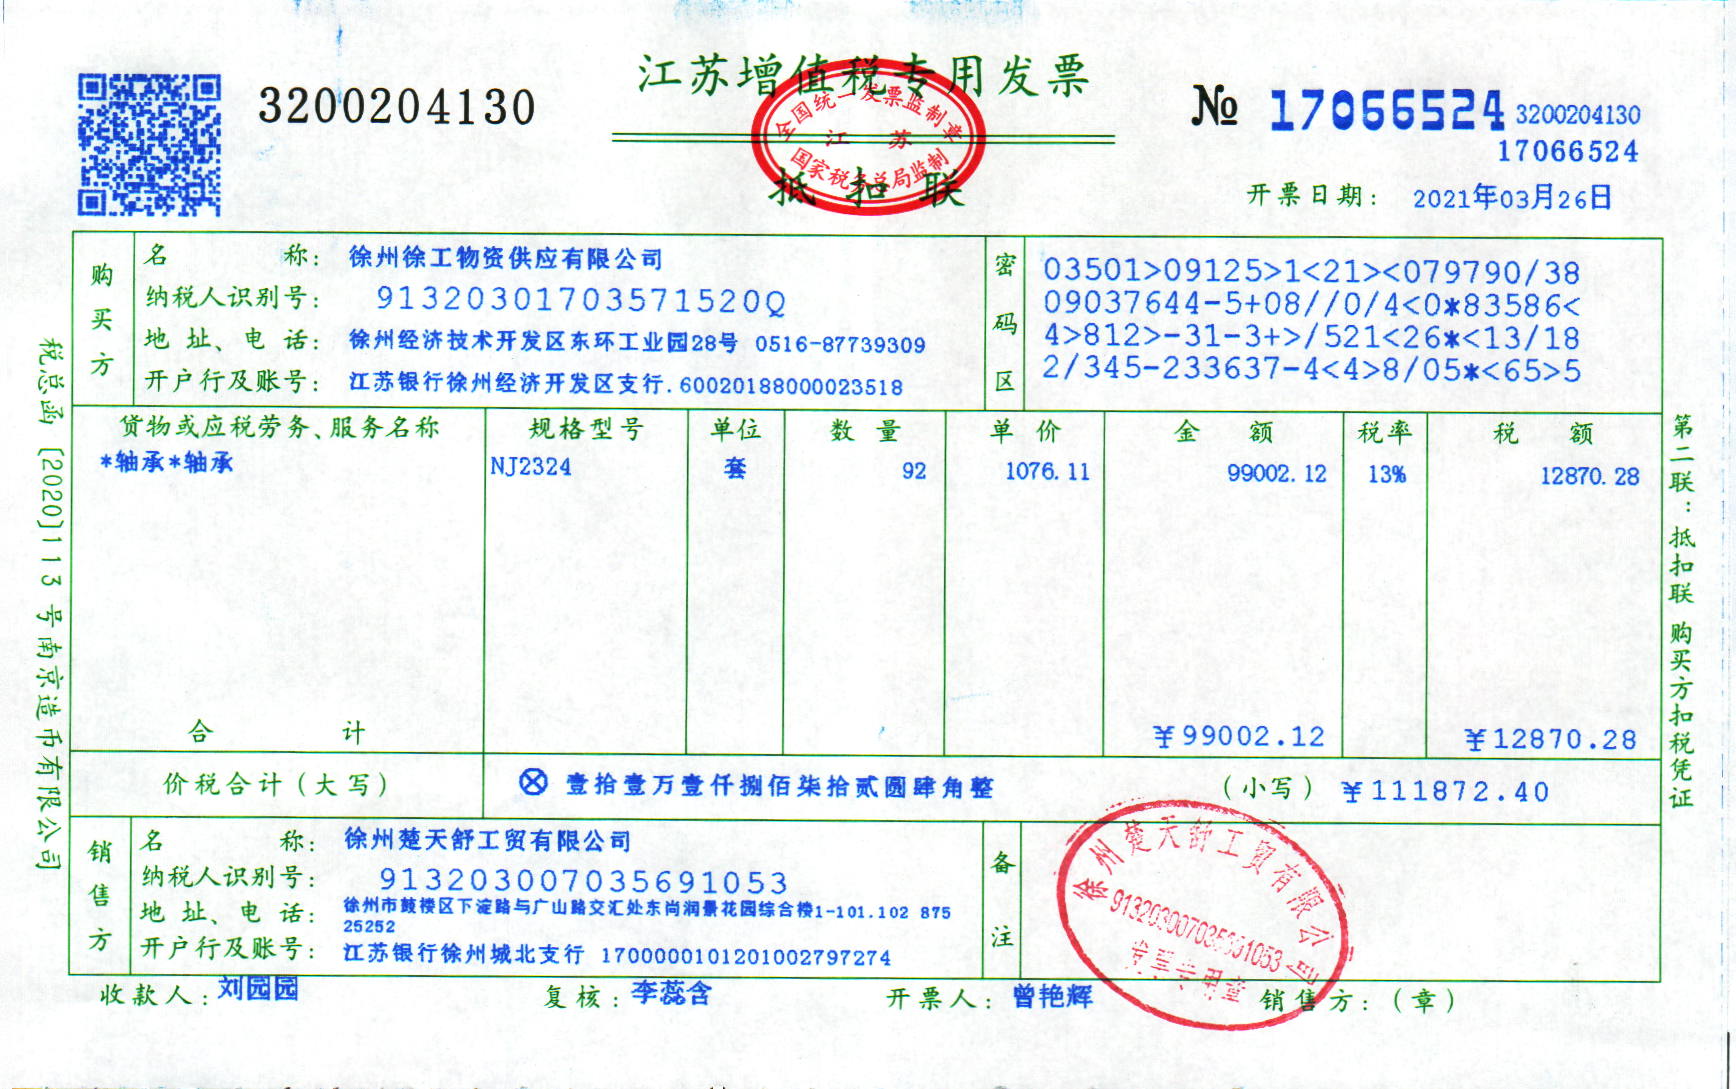 江苏增值税专用发票
3200204130
№ 17066524 3200204130
17066524
全国统一发票监制章
江 苏
国家税务总局监制
抵扣联
开票日期: 2021年03月26日
购买方
名 称: 徐州徐工物资供应有限公司
纳税人识别号: 91320301703571520Q
地址、电话: 徐州经济技术开发区东环工业园28号 0516-87739309
开户行及账号: 江苏银行徐州经济开发区支行.60020188000023518
密码区
03501>09125>1<21><079790/38
09037644-5+08//0/4<0*83586<
4>812>-31-3+>/521<26*<13/18
2/345-233637-4<4>8/05*<65>5
货物或应税劳务、服务名称 规格型号 单位 数量 单价 金额 税率 税额
*轴承*轴承 NJ2324 套 92 1076.11 99002.12 13% 12870.28
合 计 ¥99002.12 ¥12870.28
价税合计(大写) ⊗ 壹拾壹万壹仟捌佰柒拾贰圆肆角整 (小写) ¥111872.40
销售方
名 称: 徐州楚天舒工贸有限公司
纳税人识别号: 913203007035691053
地址、电话: 徐州市鼓楼区下淀路与广山路交汇处东尚润景花园综合楼1-101.102 875
25252
开户行及账号: 江苏银行徐州城北支行 1700000101201002797274
备注
徐州楚天舒工贸有限公司
913203007035691053
发票专用章
收款人: 刘园园 复核: 李蕊含 开票人: 曾艳辉 销售方:(章)
税总函[2020]113号南京造币有限公司
第二联:抵扣联 购买方扣税凭证